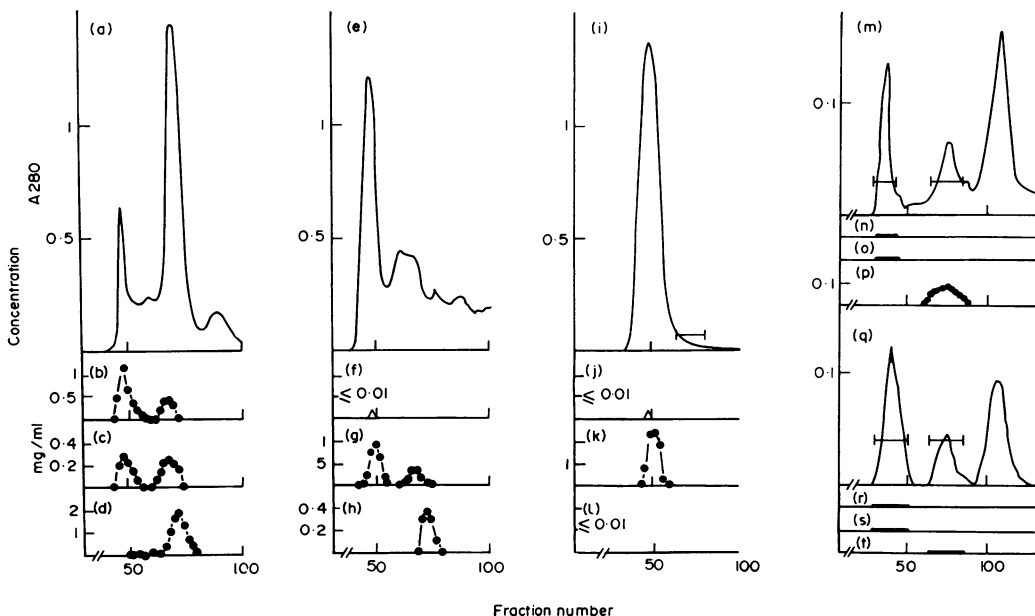 (a)
(e)
(i)
(m)
1
1
1
0·1
A 280
0·5
0·5
0·5
(n)
(o)
(p)
0·1
Concentration
(b)
1
0·5
(f)
≤ 0·01
(j)
≤ 0·01
(q)
0·1
mg/ml
(c)
0·4
0·2
(g)
1
5
(k)
1
(d)
2
1
(h)
0·4
0·2
(l)
≤ 0·01
(r)
(s)
(t)
50 100
50 100
50 100
50 100
Fraction number